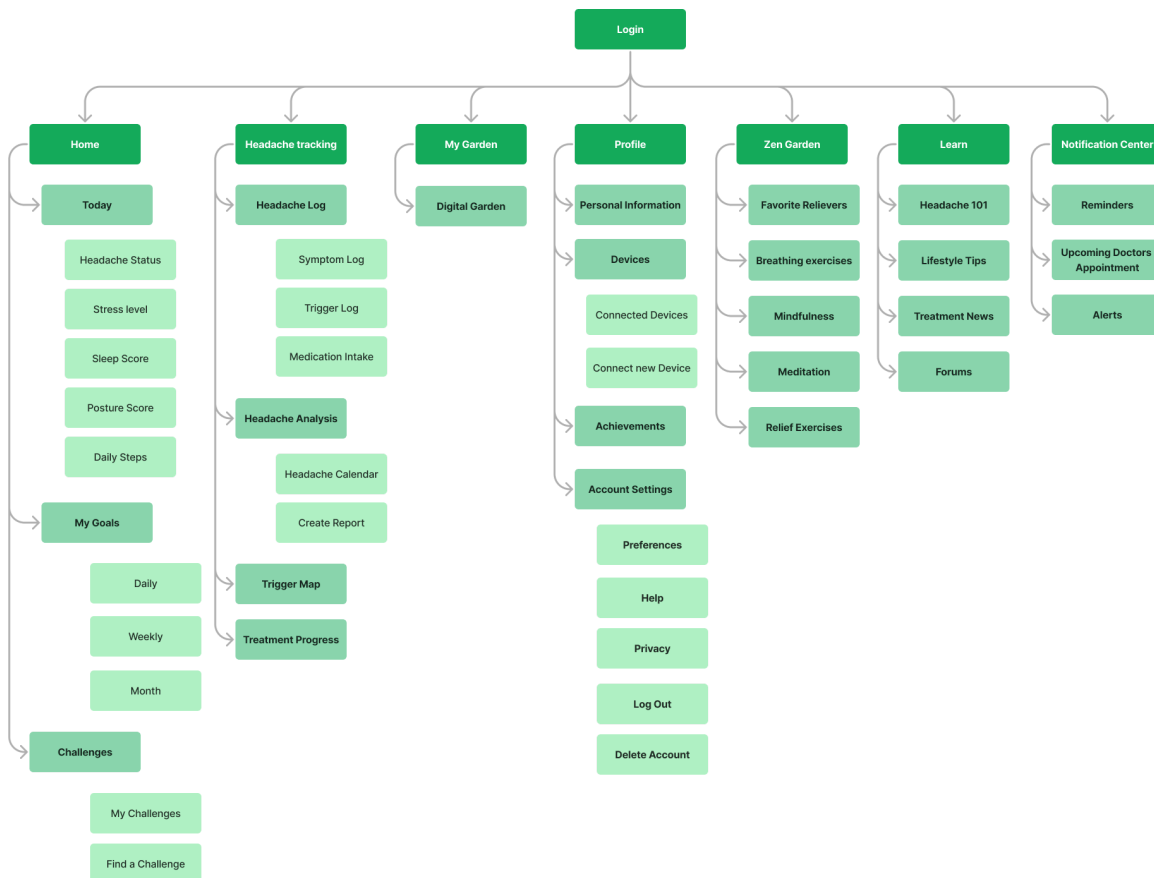 Login
Home
Headache tracking
My Garden
Profile
Zen Garden
Learn
Notification Center
Today
Headache Status
Stress level
Sleep Score
Posture Score
Daily Steps
My Goals
Daily
Weekly
Month
Challenges
My Challenges
Find a Challenge
Headache Log
Symptom Log
Trigger Log
Medication Intake
Headache Analysis
Headache Calendar
Create Report
Trigger Map
Treatment Progress
Digital Garden
Personal Information
Devices
Connected Devices
Connect new Device
Achievements
Account Settings
Preferences
Help
Privacy
Log Out
Delete Account
Favorite Relievers
Breathing exercises
Mindfulness
Meditation
Relief Exercises
Headache 101
Lifestyle Tips
Treatment News
Forums
Reminders
Upcoming Doctors
Appointment
Alerts